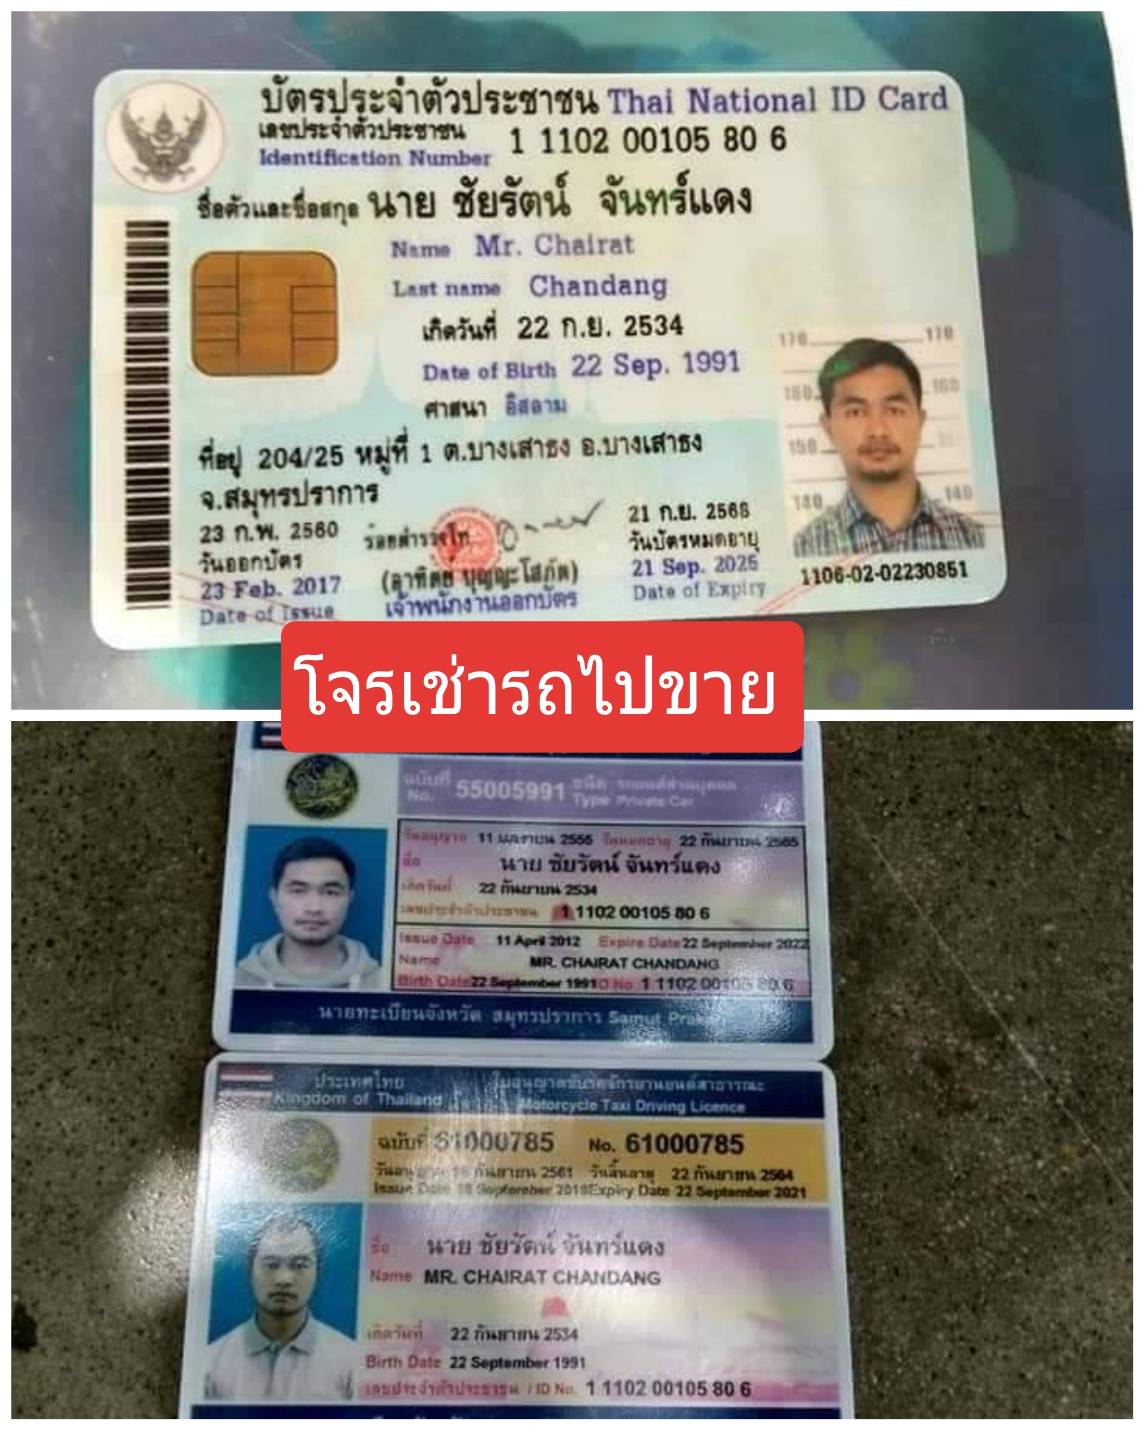 บัตรประจำตัวประชาชน Thai National ID Card
เลขประจำตัวประชาชน
Identification Number
1 1102 00105 80 6
ชื่อตัวและชื่อสกุล นาย ชัยรัตน์ จันทร์แดง
Name Mr. Chairat
Last name Chandang
เกิดวันที่ 22 ก.ย. 2534
Date of Birth 22 Sep. 1991
ศาสนา อิสลาม
ที่อยู่ 204/25 หมู่ที่ 1 ต.บางเสาธง อ.บางเสาธง
จ.สมุทรปราการ
23 ก.พ. 2560
วันออกบัตร
23 Feb. 2017
Date of Issue
ร้อยตำรวจโท
เจ้าพนักงานออกบัตร
21 ก.ย. 2568
วันบัตรหมดอายุ
21 Sep. 2025
Date of Expiry
170 170
160 160
150
140 140
1106-02-02230851
โจรเช่ารถไปขาย
ฉบับที่
No. 55005991
ชนิด รถยนต์ส่วนบุคคล
Type Private Car
วันอนุญาต 11 เมษายน 2555 วันหมดอายุ 22 กันยายน 2565
ชื่อ นาย ชัยรัตน์ จันทร์แดง
เกิดวันที่ 22 กันยายน 2534
เลขประจำตัวประชาชน 1 1102 00105 80 6
Issue Date 11 April 2012 Expire Date 22 September 2022
Name MR. CHAIRAT CHANDANG
Birth Date 22 September 1991 ID No. 1 1102 00105 80 6
นายทะเบียนจังหวัด สมุทรปราการ Samut
ประเทศไทย ใบอนุญาตขับรถจักรยานยนต์สาธารณะ
Kingdom of Thailand Motorcycle Taxi Driving Licence
ฉบับที่ 61000785 No. 61000785
วันอนุญาต กันยายน 2561 วันสิ้นอายุ 22 กันยายน 2564
Issue Date September 2018 Expiry Date 22 September 2021
ชื่อ นาย ชัยรัตน์ จันทร์แดง
Name MR. CHAIRAT CHANDANG
เกิดวันที่ 22 กันยายน 2534
Birth Date 22 September 1991
เลขประจำตัวประชาชน / ID No. 1 1102 00105 80 6